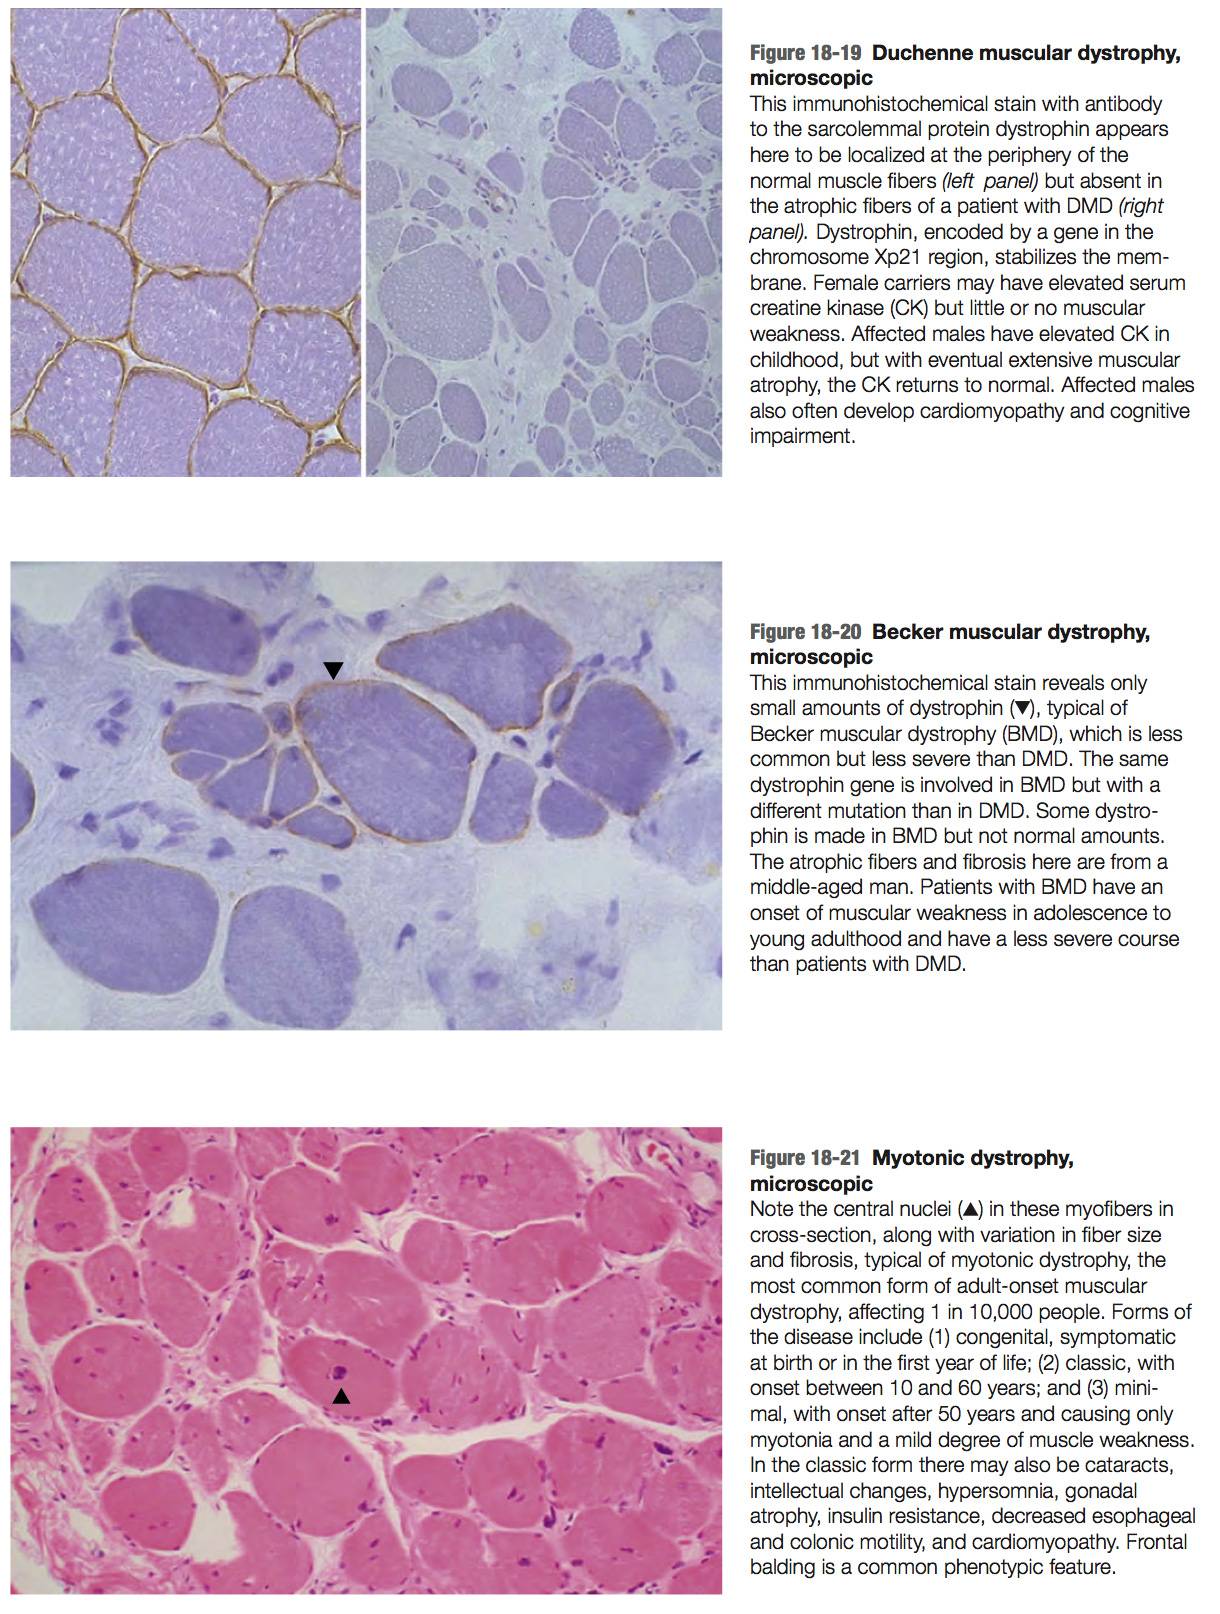 Figure 18-19 Duchenne muscular dystrophy,
microscopic
This immunohistochemical stain with antibody
to the sarcolemmal protein dystrophin appears
here to be localized at the periphery of the
normal muscle fibers (left panel) but absent in
the atrophic fibers of a patient with DMD (right
panel). Dystrophin, encoded by a gene in the
chromosome Xp21 region, stabilizes the mem-
brane. Female carriers may have elevated serum
creatine kinase (CK) but little or no muscular
weakness. Affected males have elevated CK in
childhood, but with eventual extensive muscular
atrophy, the CK returns to normal. Affected males
also often develop cardiomyopathy and cognitive
impairment.
Figure 18-20 Becker muscular dystrophy,
microscopic
This immunohistochemical stain reveals only
small amounts of dystrophin (▼), typical of
Becker muscular dystrophy (BMD), which is less
common but less severe than DMD. The same
dystrophin gene is involved in BMD but with a
different mutation than in DMD. Some dystro-
phin is made in BMD but not normal amounts.
The atrophic fibers and fibrosis here are from a
middle-aged man. Patients with BMD have an
onset of muscular weakness in adolescence to
young adulthood and have a less severe course
than patients with DMD.
Figure 18-21 Myotonic dystrophy,
microscopic
Note the central nuclei (▲) in these myofibers in
cross-section, along with variation in fiber size
and fibrosis, typical of myotonic dystrophy, the
most common form of adult-onset muscular
dystrophy, affecting 1 in 10,000 people. Forms of
the disease include (1) congenital, symptomatic
at birth or in the first year of life; (2) classic, with
onset between 10 and 60 years; and (3) mini-
mal, with onset after 50 years and causing only
myotonia and a mild degree of muscle weakness.
In the classic form there may also be cataracts,
intellectual changes, hypersomnia, gonadal
atrophy, insulin resistance, decreased esophageal
and colonic motility, and cardiomyopathy. Frontal
balding is a common phenotypic feature.